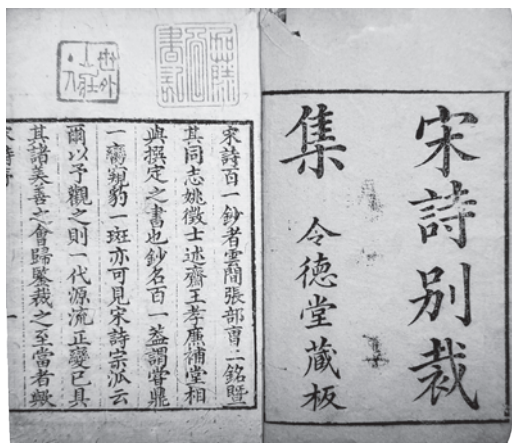 宋詩別裁
集
令德堂藏板
宋詩百一鈔者雲間張部曹二銘暨
其同志姚徵士述齋王孝廉補堂相
與撰定之書也鈔名百一蓋謂嘗鼎
一臠窺豹一斑亦可見宋詩宗泒云
爾以予觀之則一代源流正變已具
其諸美善之會歸鑒裁之至當者歟